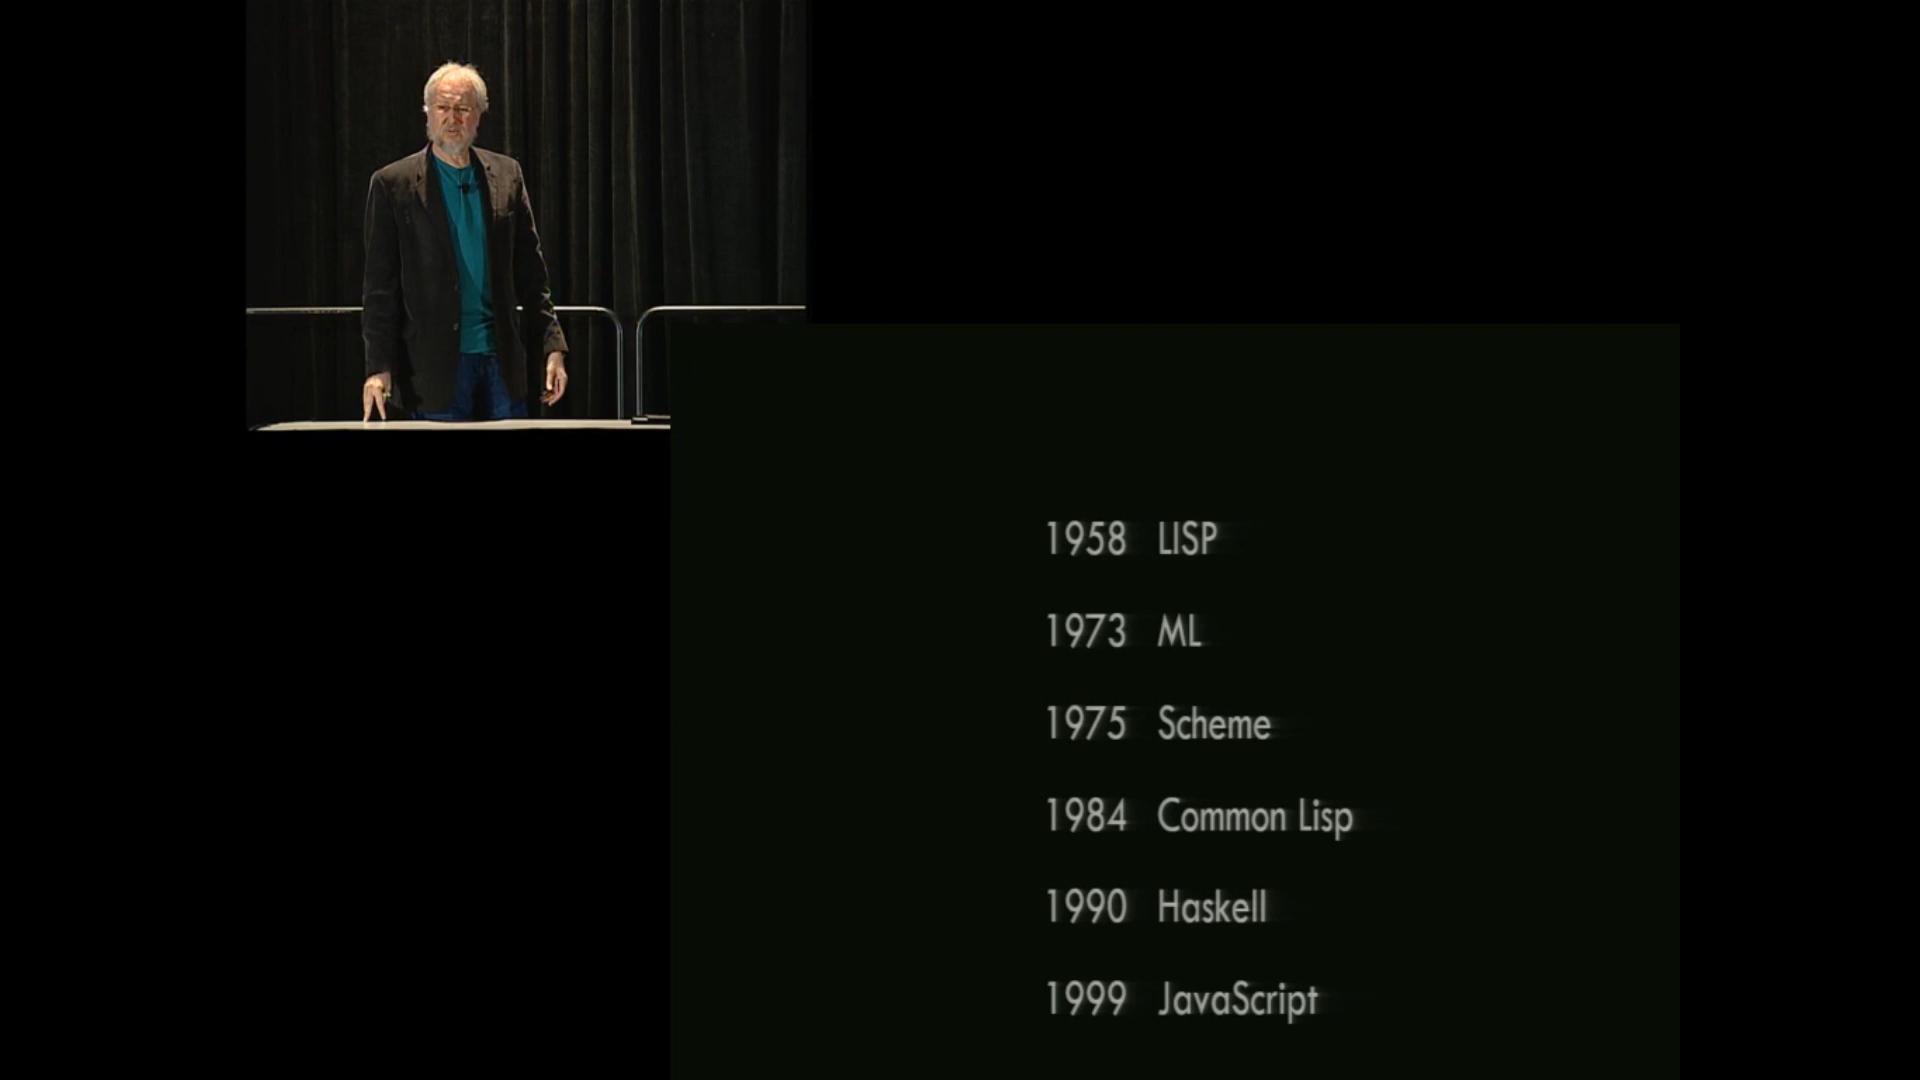 1958 LISP
1973 ML
1975 Scheme
1984 Common Lisp
1990 Haskell
1999 JavaScript